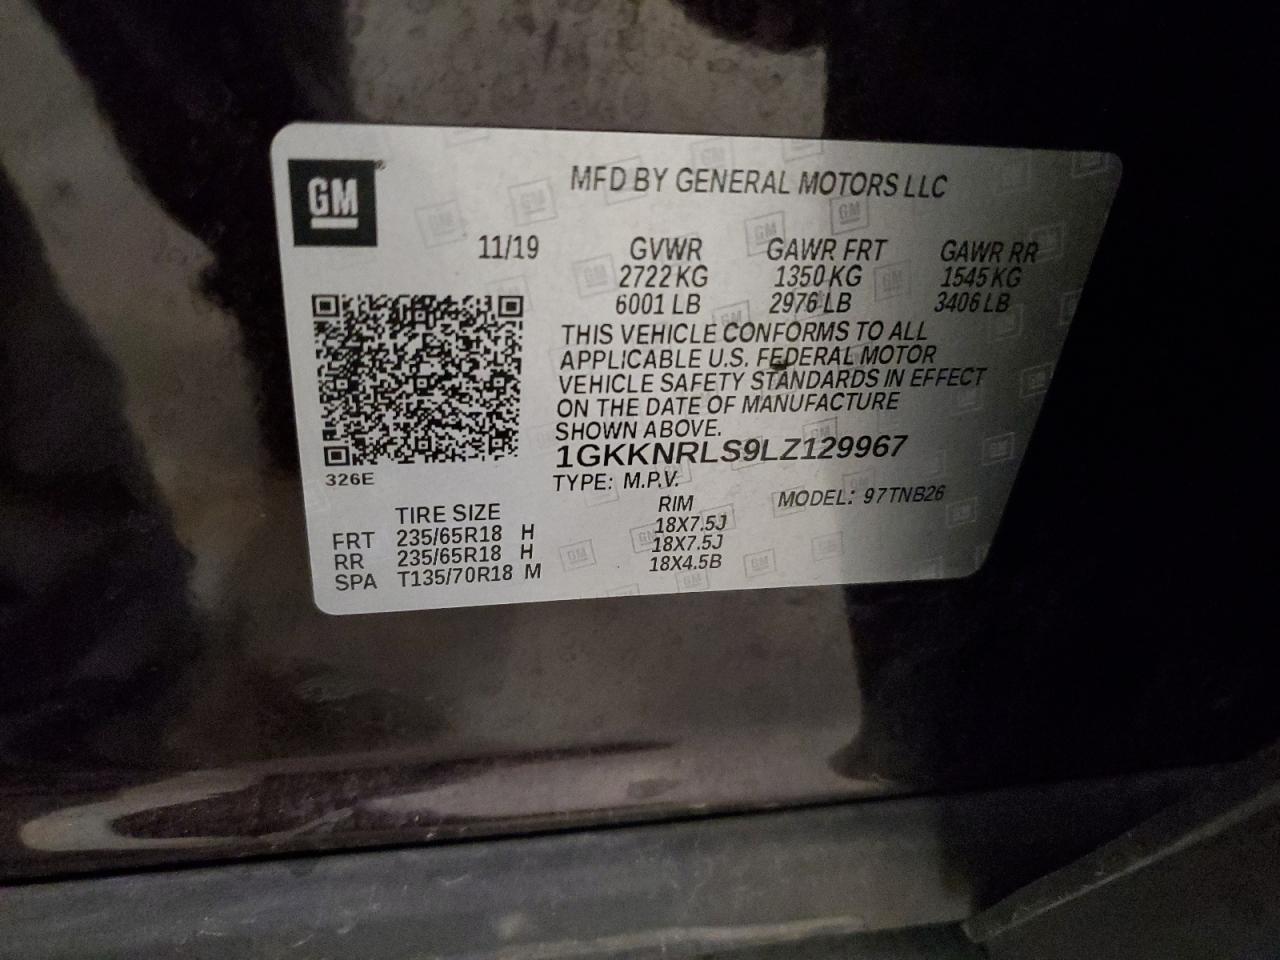 GM ®
MFD BY GENERAL MOTORS LLC
11/19 GVWR GAWR FRT GAWR RR
2722 KG 1350 KG 1545 KG
6001 LB 2976 LB 3406 LB
THIS VEHICLE CONFORMS TO ALL
APPLICABLE U.S. FEDERAL MOTOR
VEHICLE SAFETY STANDARDS IN EFFECT
ON THE DATE OF MANUFACTURE
SHOWN ABOVE.
1GKKNRLS9LZ129967
326E
TYPE: M.P.V. MODEL: 97TNB26
TIRE SIZE RIM
FRT 235/65R18 H 18X7.5J
RR 235/65R18 H 18X7.5J
SPA T135/70R18 M 18X4.5B